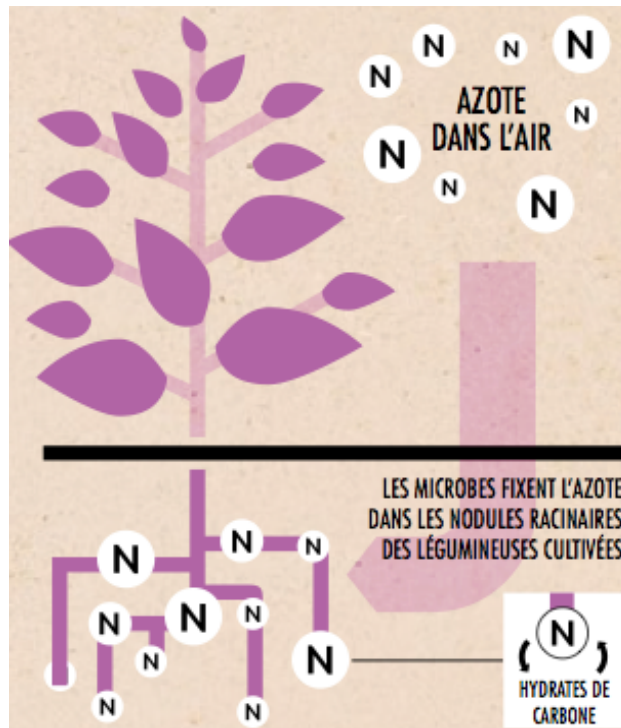 N N N N
N
AZOTE
DANS L'AIR
N
N
N
N
LES MICROBES FIXENT L'AZOTE
DANS LES NODULES RACINAIRES
DES LÉGUMINEUSES CULTIVÉES
N
N
N
N
N
N
N
N
N
N
N
N
HYDRATES DE
CARBONE